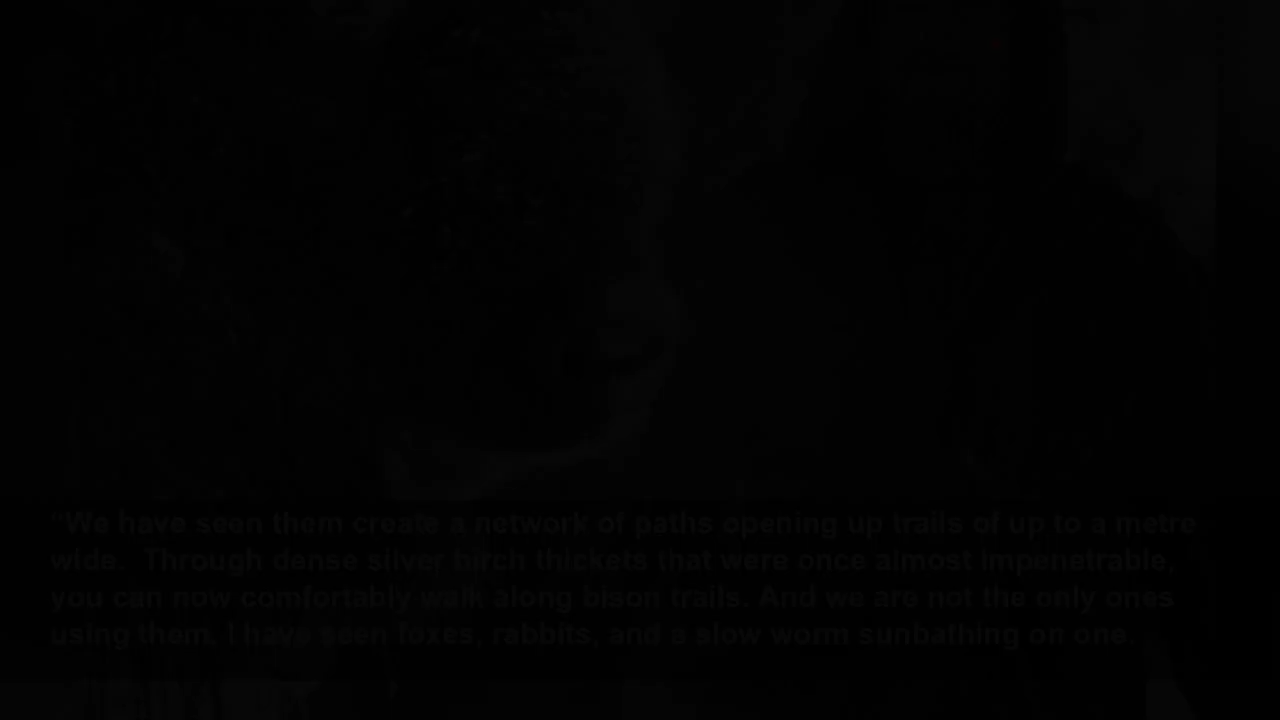 "We have seen them create a network of paths opening up trails of up to a metre
wide.  Through dense silver birch thickets that were once almost impenetrable,
you can now comfortably walk along bison trails. And we are not the only ones
using them. I have seen foxes, rabbits, and a slow worm sunbathing on one.